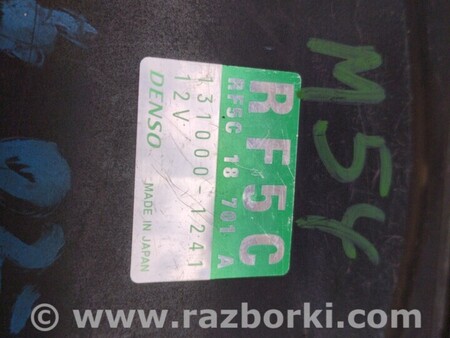 RF5C
RF5C 18 701 A
131000-1241
12V
DENSO
MADE IN JAPAN
M54
© www.razborki.com